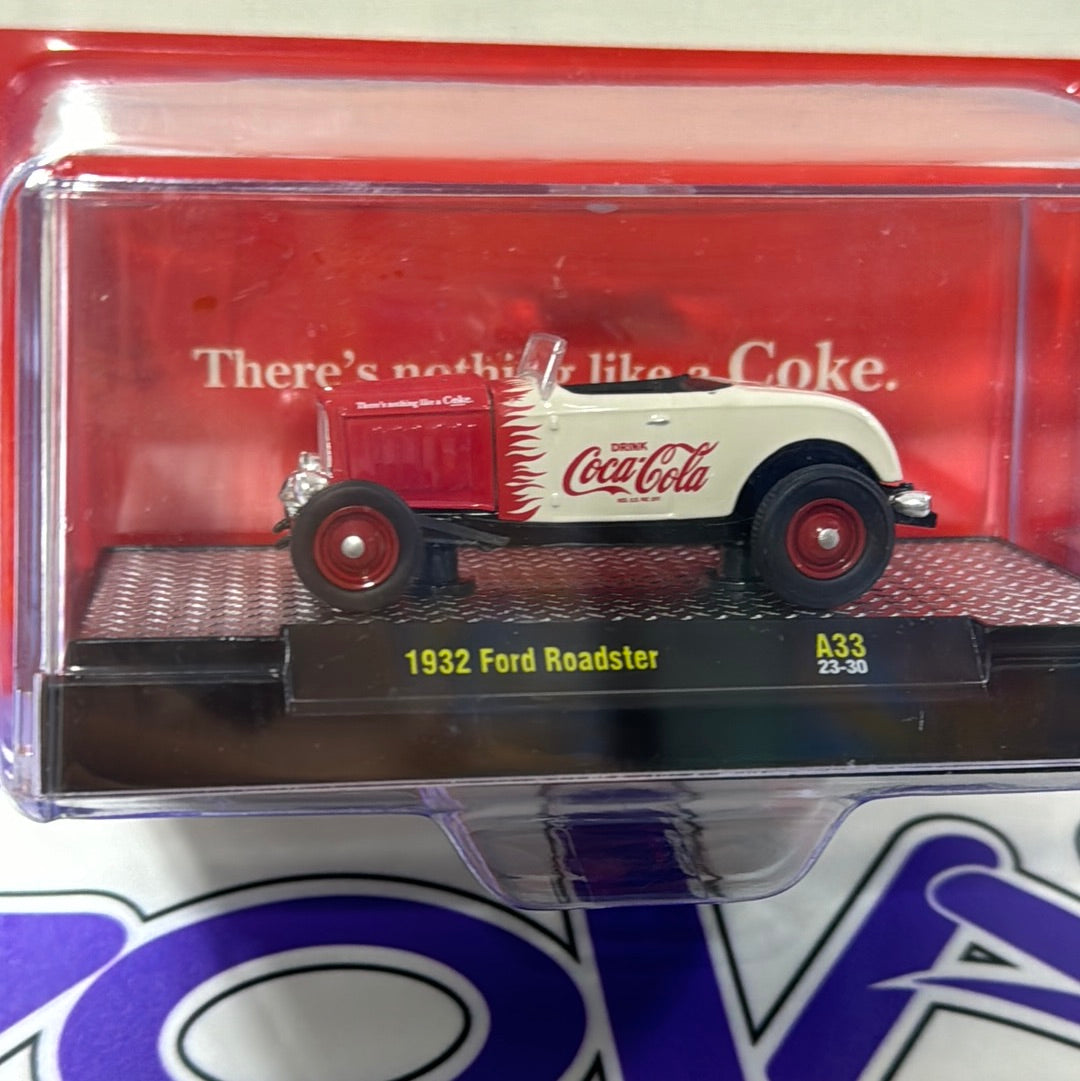 There's nothing like a Coke.
There's nothing like a Coke.
DRINK
Coca-Cola
1932 Ford Roadster
A33
23-30